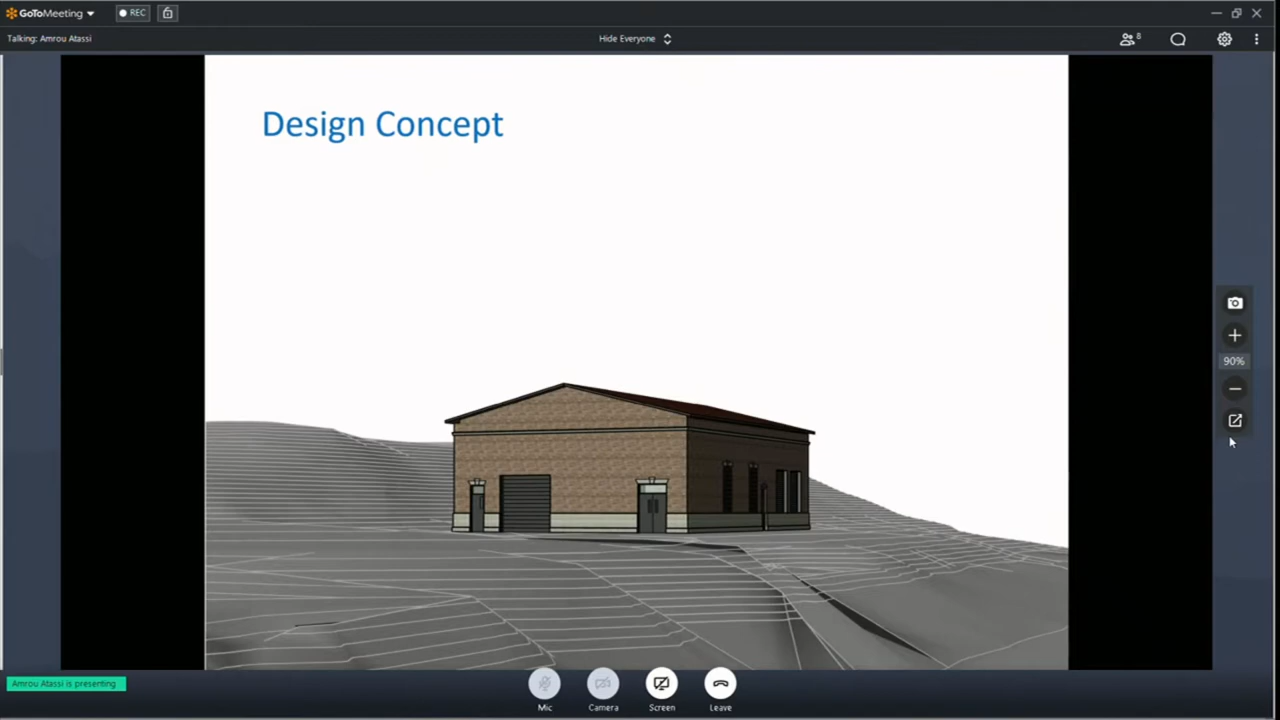 GoToMeeting
REC
Talking: Amrou Atassi
Hide Everyone
8
Design Concept
90%
Amrou Atassi is presenting
Mic
Camera
Screen
Leave